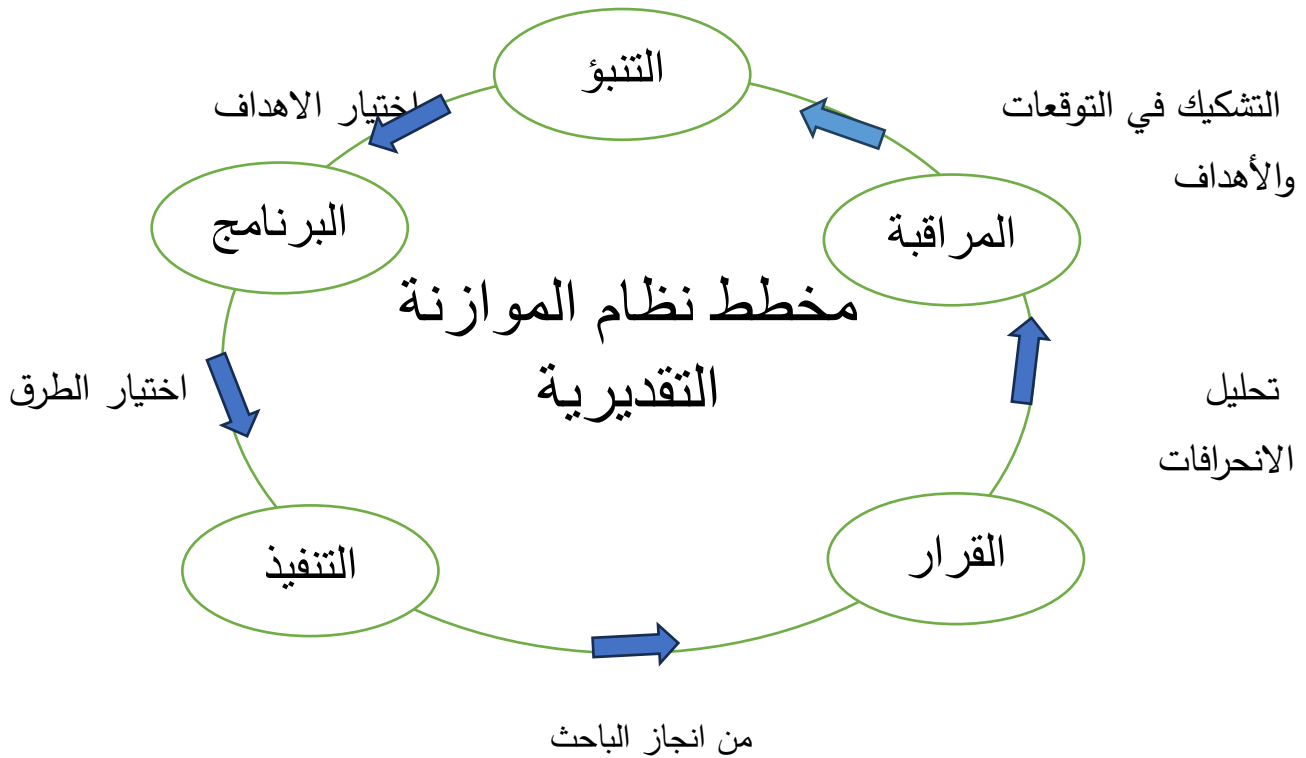 التنبؤ
اختيار الاهداف
التشكيك في التوقعات
والأهداف
البرنامج
المراقبة
مخطط نظام الموازنة
التقديرية
اختيار الطرق
تحليل
الانحرافات
التنفيذ
القرار
من انجاز الباحث